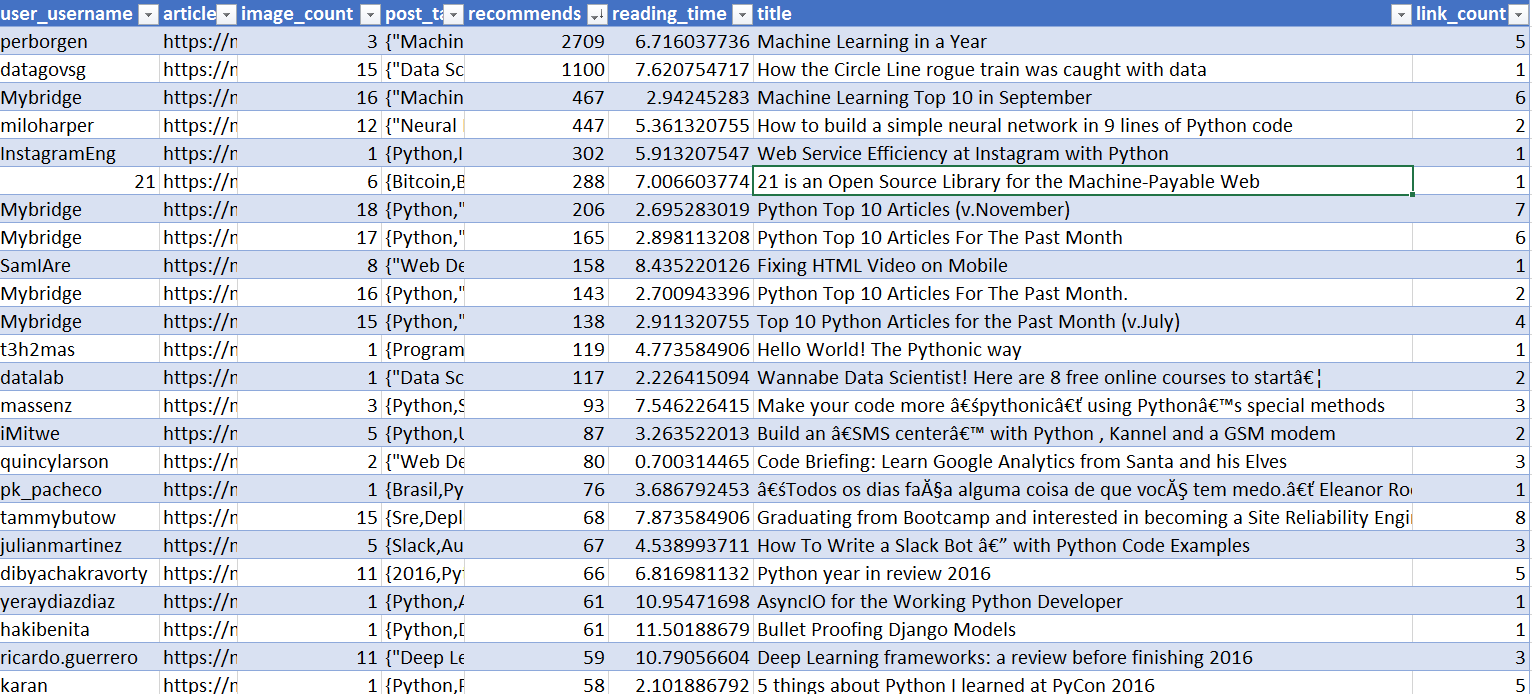 user_username article image_count post_ta recommends reading_time title link_count
perborgen https://n 3 {"Machin 2709 6.716037736 Machine Learning in a Year 5
datagovsg https://n 15 {"Data Sc 1100 7.620754717 How the Circle Line rogue train was caught with data 1
Mybridge https://n 16 {"Machin 467 2.94245283 Machine Learning Top 10 in September 6
miloharper https://n 12 {"Neural 447 5.361320755 How to build a simple neural network in 9 lines of Python code 2
InstagramEng https://n 1 {Python,I 302 5.913207547 Web Service Efficiency at Instagram with Python 1
21 https://n 6 {Bitcoin,B 288 7.006603774 21 is an Open Source Library for the Machine-Payable Web 1
Mybridge https://n 18 {Python," 206 2.695283019 Python Top 10 Articles (v.November) 7
Mybridge https://n 17 {Python," 165 2.898113208 Python Top 10 Articles For The Past Month 6
SamIAre https://n 8 {"Web De 158 8.435220126 Fixing HTML Video on Mobile 1
Mybridge https://n 16 {Python," 143 2.700943396 Python Top 10 Articles For The Past Month. 2
Mybridge https://n 15 {Python," 138 2.911320755 Top 10 Python Articles for the Past Month (v.July) 4
t3h2mas https://n 1 {Program 119 4.773584906 Hello World! The Pythonic way 1
datalab https://n 1 {"Data Sc 117 2.226415094 Wannabe Data Scientist! Here are 8 free online courses to startâ€¦ 2
massenz https://n 3 {Python,S 93 7.546226415 Make your code more â€śpythonicâ€ť using Pythonâ€™s special methods 3
iMitwe https://n 5 {Python,U 87 3.263522013 Build an â€SMS centerâ€™ with Python , Kannel and a GSM modem 2
quincylarson https://n 2 {"Web De 80 0.700314465 Code Briefing: Learn Google Analytics from Santa and his Elves 3
pk_pacheco https://n 1 {Brasil,Py 76 3.686792453 â€śTodos os dias faĂ§a alguma coisa de que vocĂŞ tem medo.â€ť Eleanor Roo 1
tammybutow https://n 15 {Sre,Depl 68 7.873584906 Graduating from Bootcamp and interested in becoming a Site Reliability Engi 8
julianmartinez https://n 5 {Slack,Au 67 4.538993711 How To Write a Slack Bot â€” with Python Code Examples 3
dibyachakravorty https://n 11 {2016,Pyt 66 6.816981132 Python year in review 2016 5
yeraydiazdiaz https://n 1 {Python,A 61 10.95471698 AsyncIO for the Working Python Developer 1
hakibenita https://n 1 {Python,D 61 11.50188679 Bullet Proofing Django Models 1
ricardo.guerrero https://n 11 {"Deep Le 59 10.79056604 Deep Learning frameworks: a review before finishing 2016 3
karan https://n 1 {Python,P 58 2.101886792 5 things about Python I learned at PyCon 2016 5